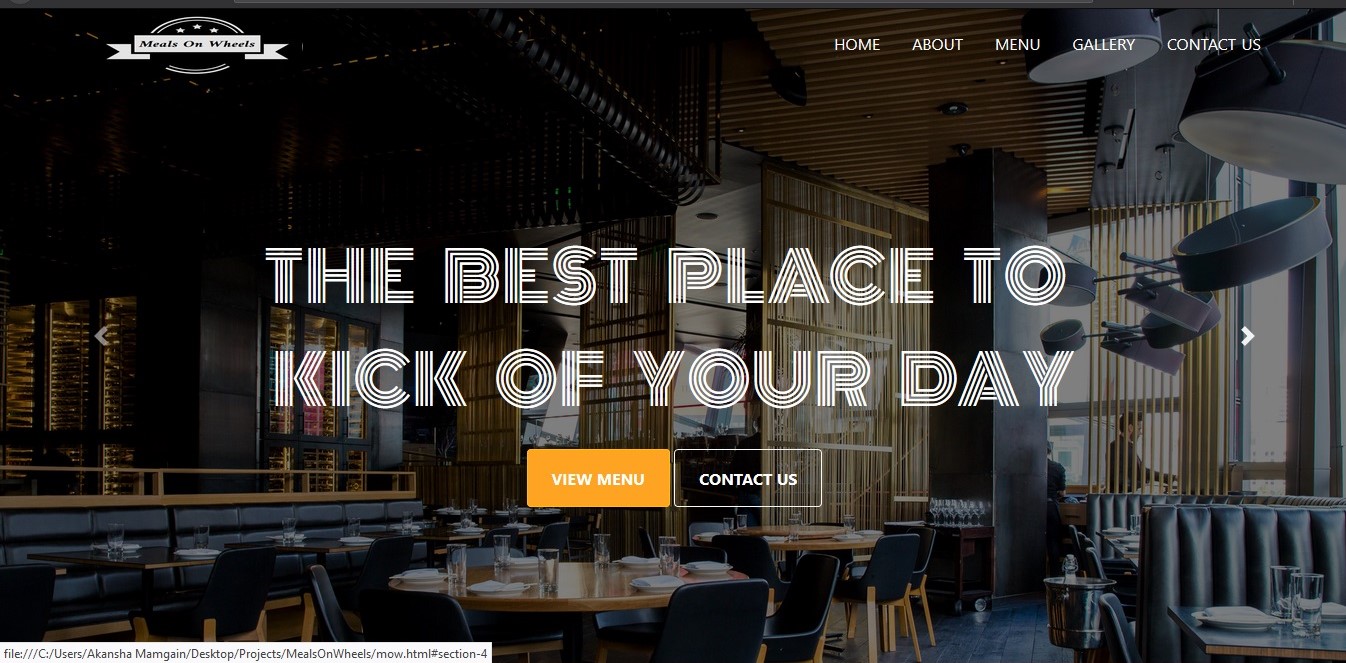 Meals On Wheels
HOME ABOUT MENU GALLERY CONTACT US
THE BEST PLACE TO
KICK OF YOUR DAY
VIEW MENU CONTACT US
file:///C:/Users/Akansha Mamgain/Desktop/Projects/MealsOnWheels/mow.html#section-4